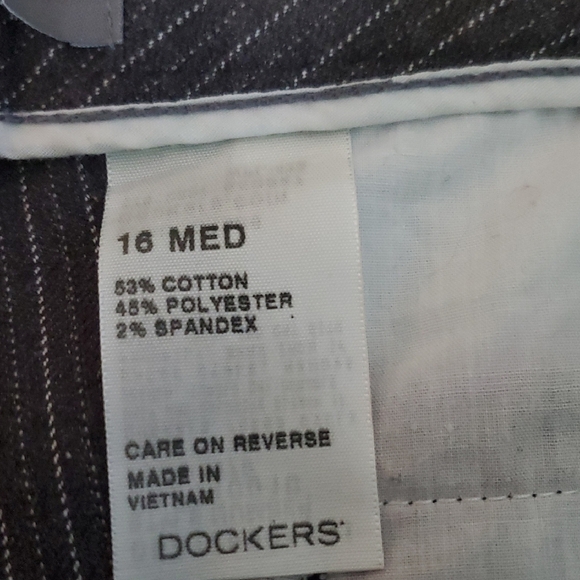 16 MED
53% COTTON
45% POLYESTER
2% SPANDEX
CARE ON REVERSE
MADE IN
VIETNAM
DOCKERS